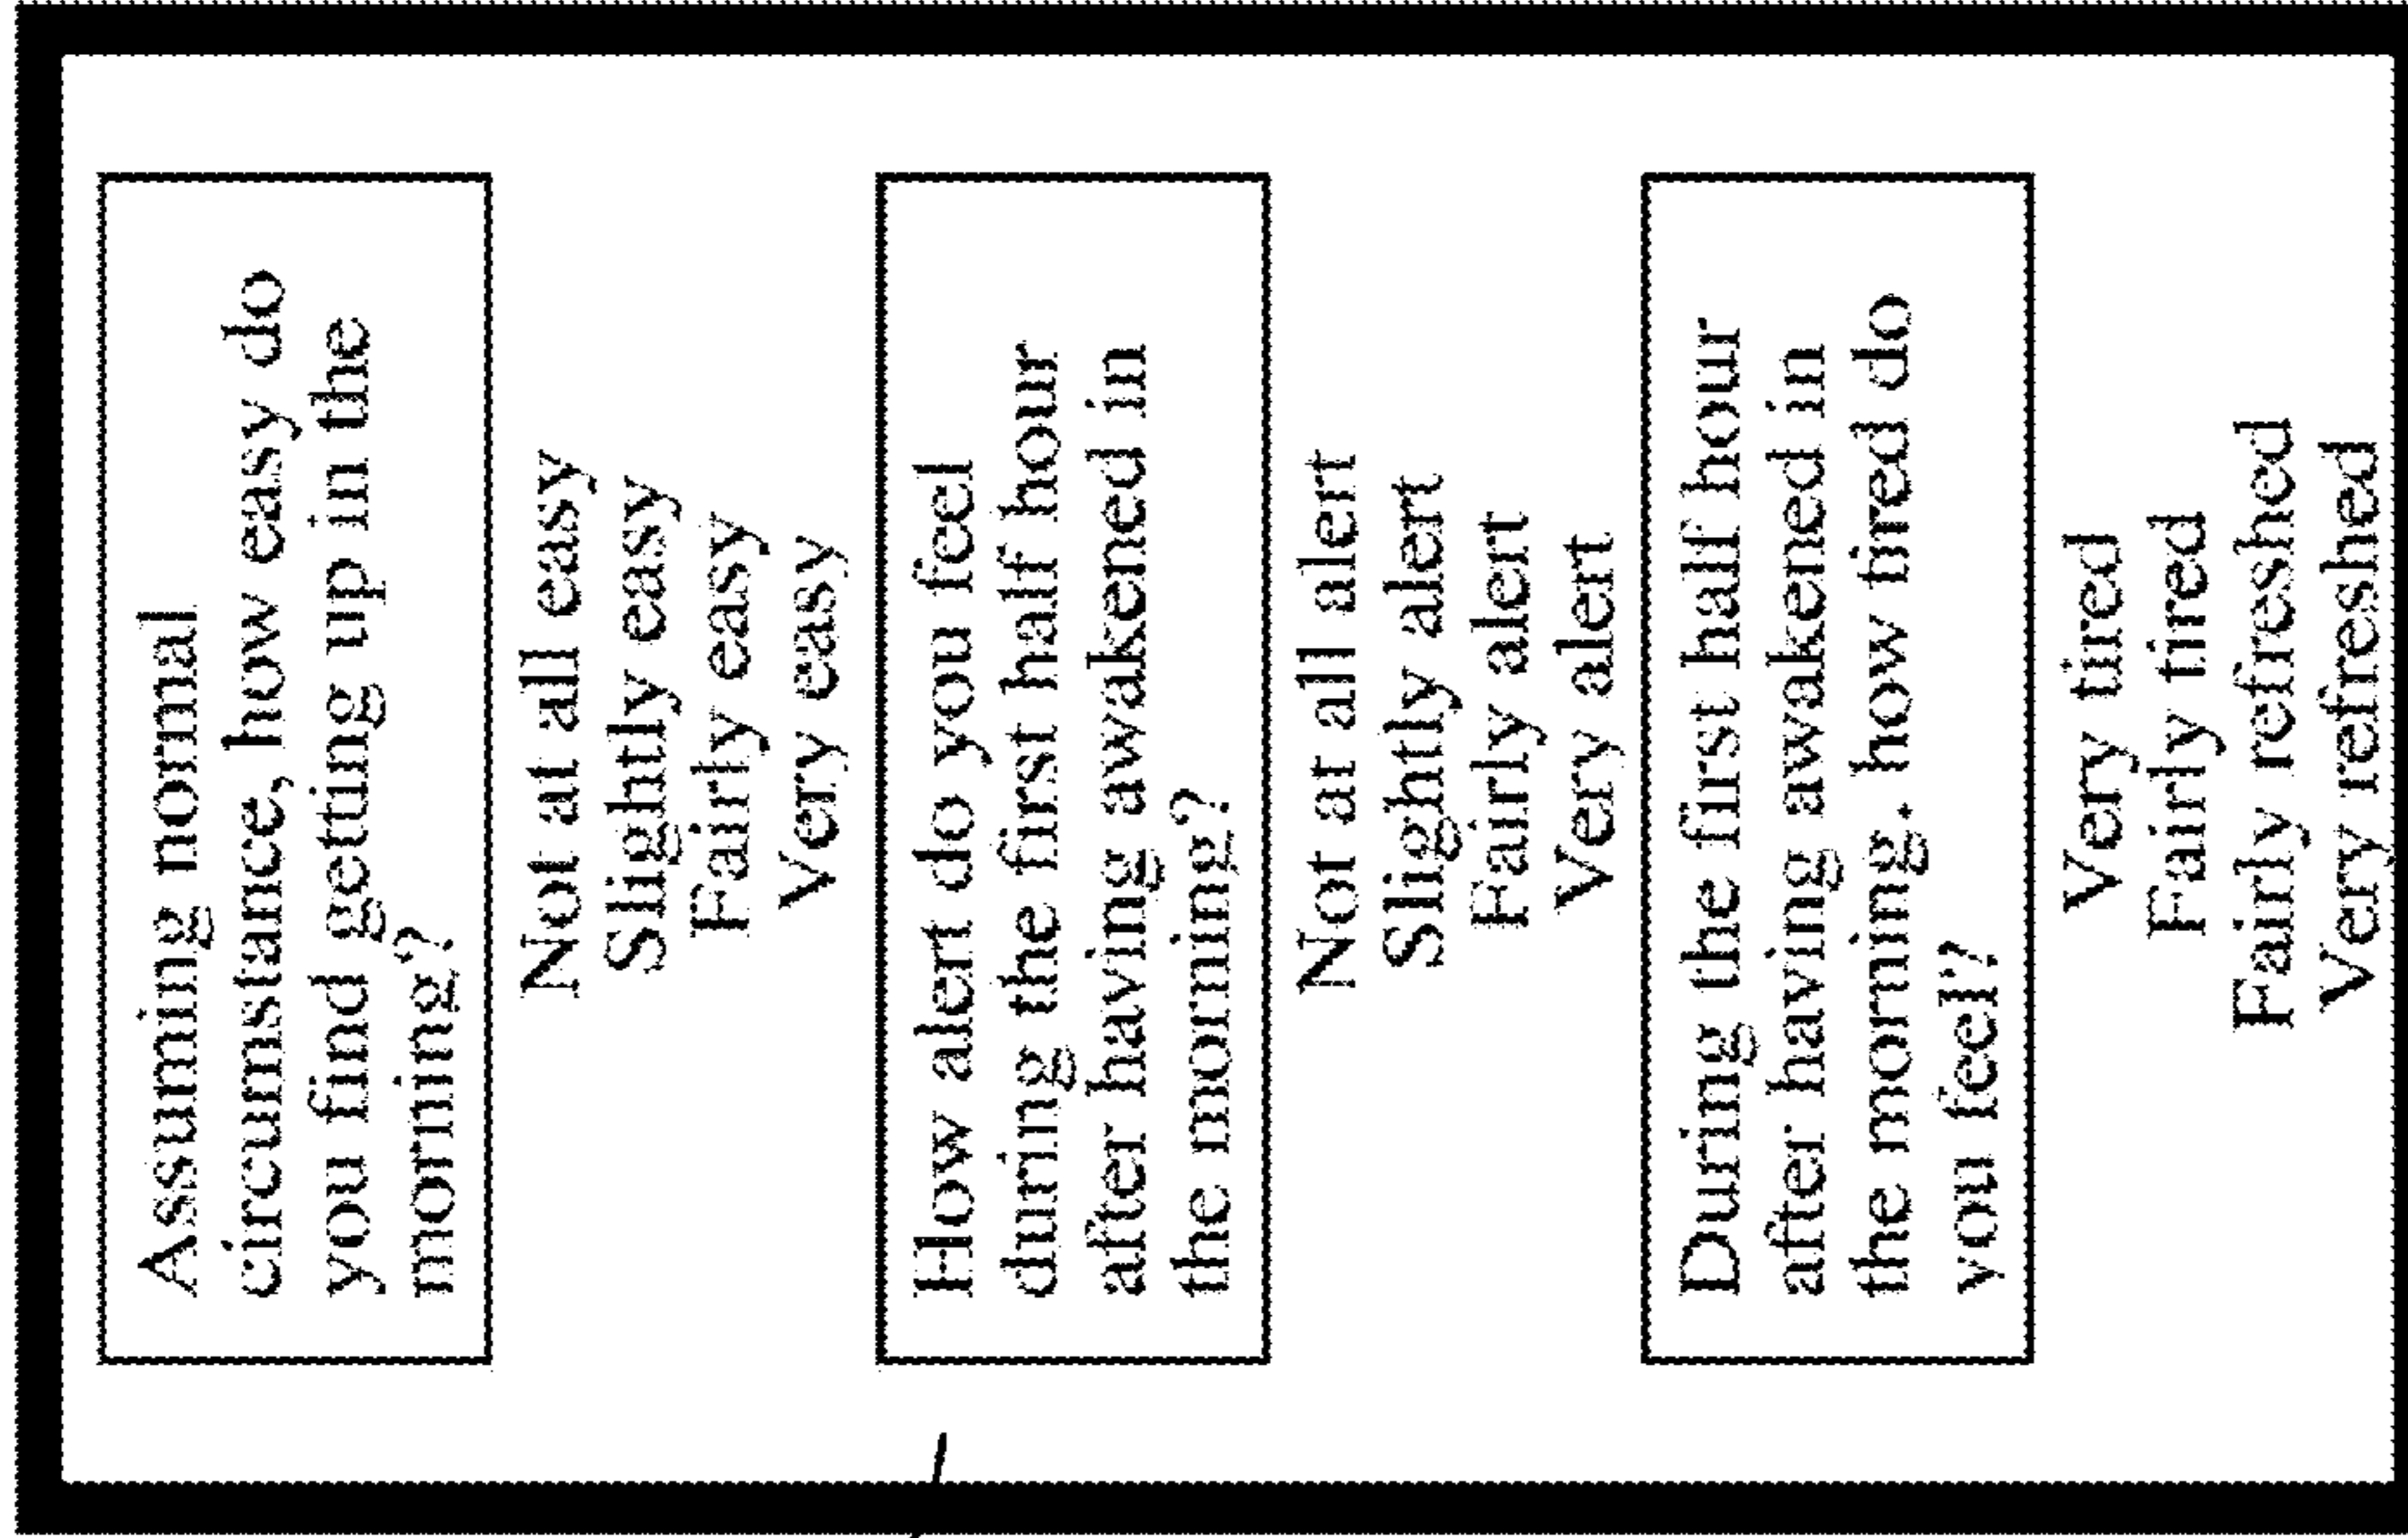 Assuming normal
circumstance, how easy do
you find getting up in the
morning?
Not at all easy
Slightly easy
Fairly easy
Very easy
How alert do you feel
during the first half hour
after having awakened in
the morning?
Not at all alert
Slightly alert
Fairly alert
Very alert
During the first half hour
after having awakened in
the morning, how tired do
you feel?
Very tired
Fairly tired
Fairly refreshed
Very refreshed